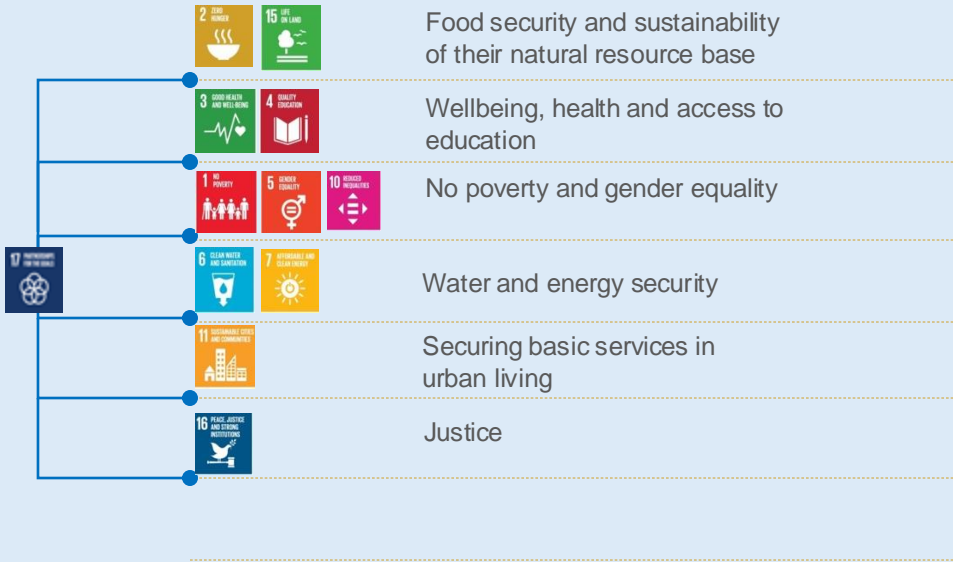 2 ZERO HUNGER
15 LIFE ON LAND
Food security and sustainability
of their natural resource base
3 GOOD HEALTH AND WELL-BEING
4 QUALITY EDUCATION
Wellbeing, health and access to
education
1 NO POVERTY
5 GENDER EQUALITY
10 REDUCED INEQUALITIES
No poverty and gender equality
17 PARTNERSHIPS FOR THE GOALS
6 CLEAN WATER AND SANITATION
7 AFFORDABLE AND CLEAN ENERGY
Water and energy security
11 SUSTAINABLE CITIES AND COMMUNITIES
Securing basic services in
urban living
16 PEACE, JUSTICE AND STRONG INSTITUTIONS
Justice